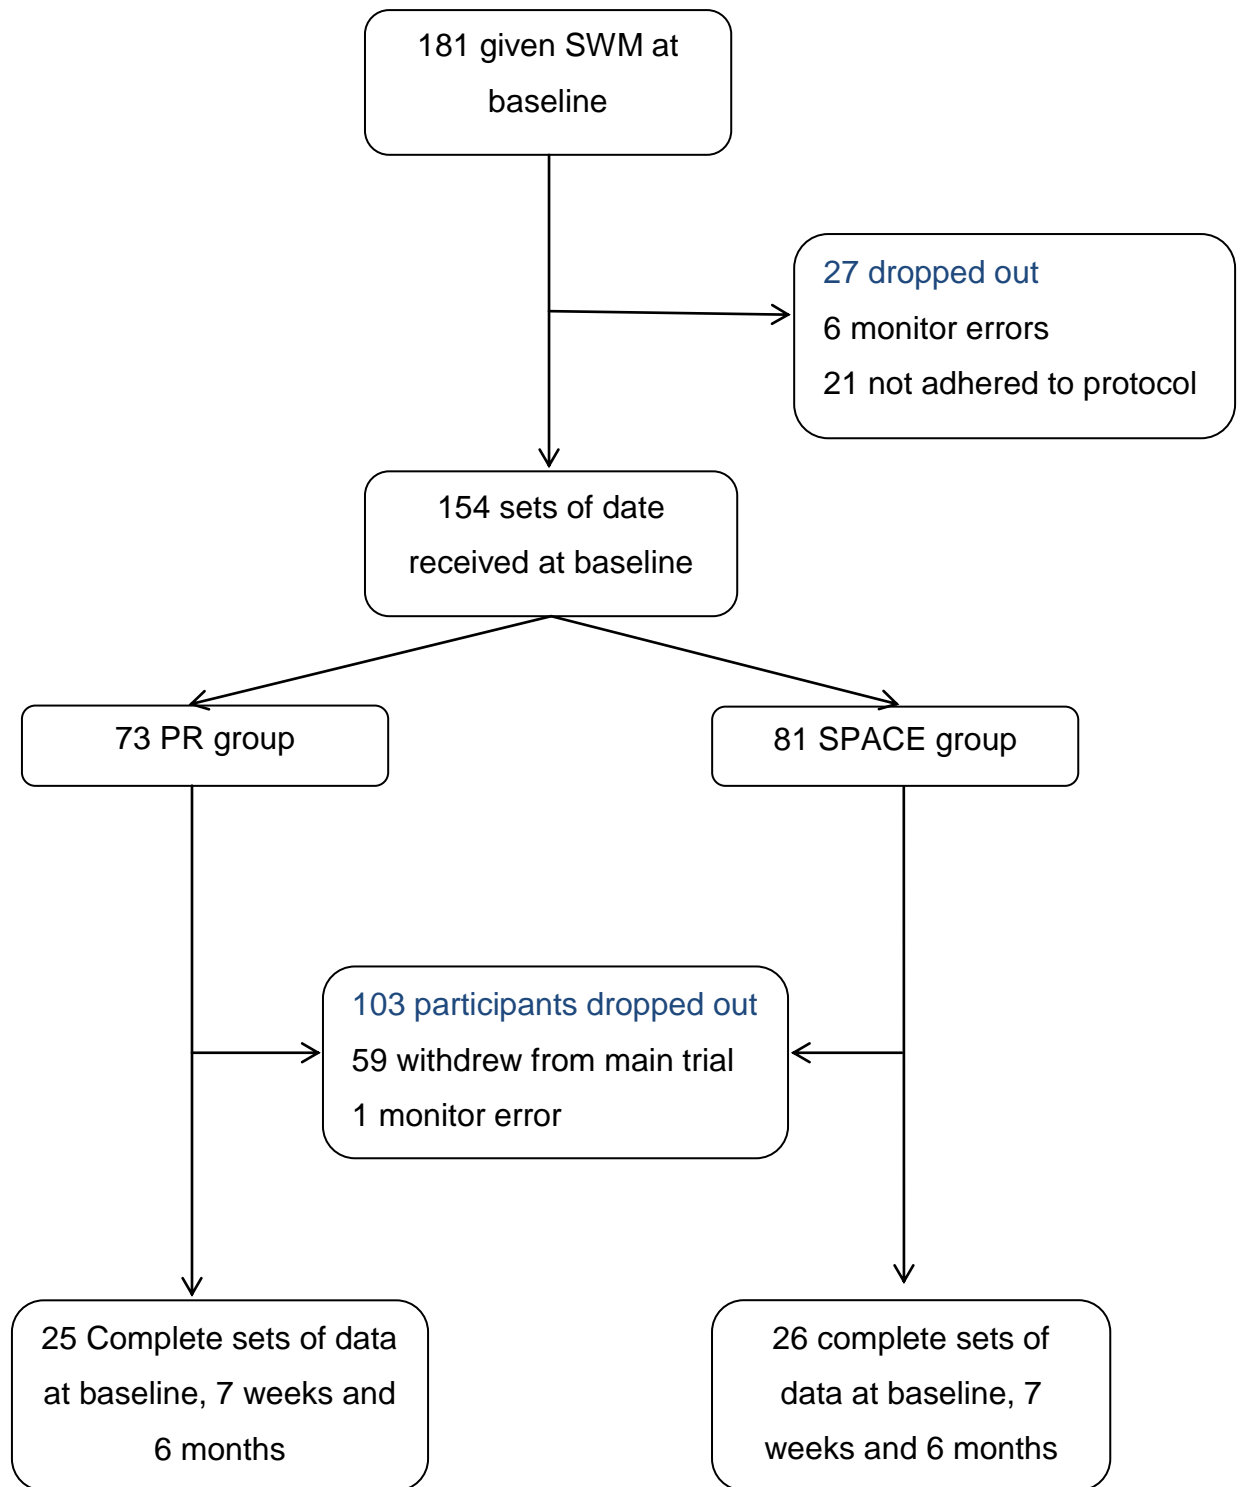 181 given SWM at
baseline
27 dropped out
6 monitor errors
21 not adhered to protocol
154 sets of date
received at baseline
73 PR group
81 SPACE group
103 participants dropped out
59 withdrew from main trial
1 monitor error
25 Complete sets of data
at baseline, 7 weeks and
6 months
26 complete sets of
data at baseline, 7
weeks and 6 months